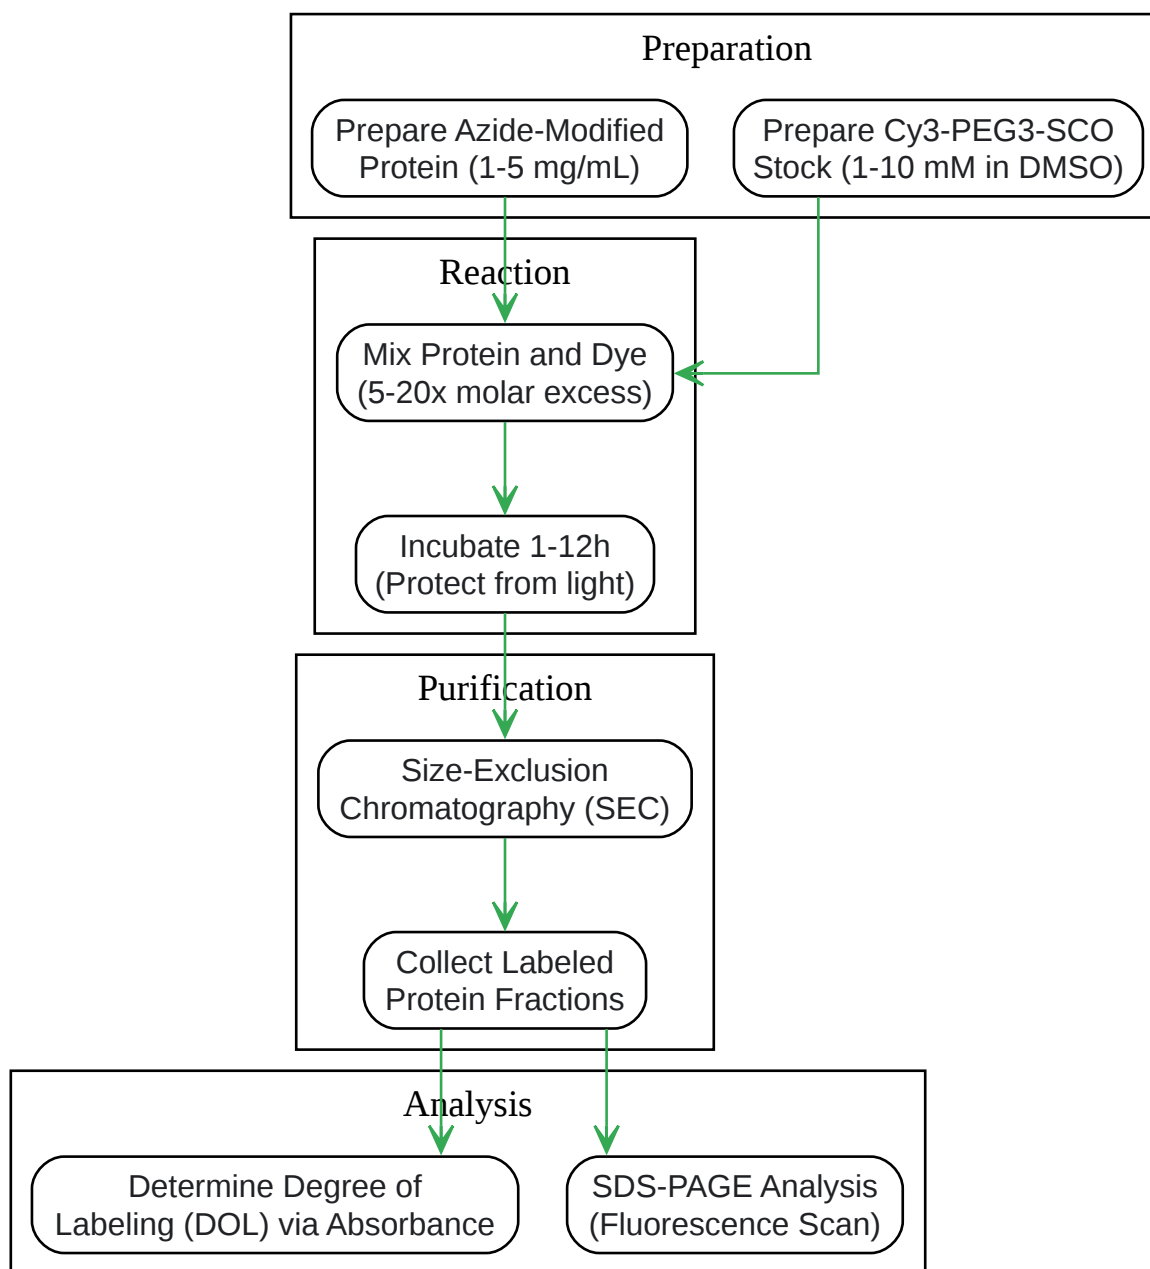 Preparation
Prepare Azide-Modified
Protein (1-5 mg/mL)
Prepare Cy3-PEG3-SCO
Stock (1-10 mM in DMSO)
Reaction
Mix Protein and Dye
(5-20x molar excess)
Incubate 1-12h
(Protect from light)
Purification
Size-Exclusion
Chromatography (SEC)
Collect Labeled
Protein Fractions
Analysis
Determine Degree of
Labeling (DOL) via Absorbance
SDS-PAGE Analysis
(Fluorescence Scan)